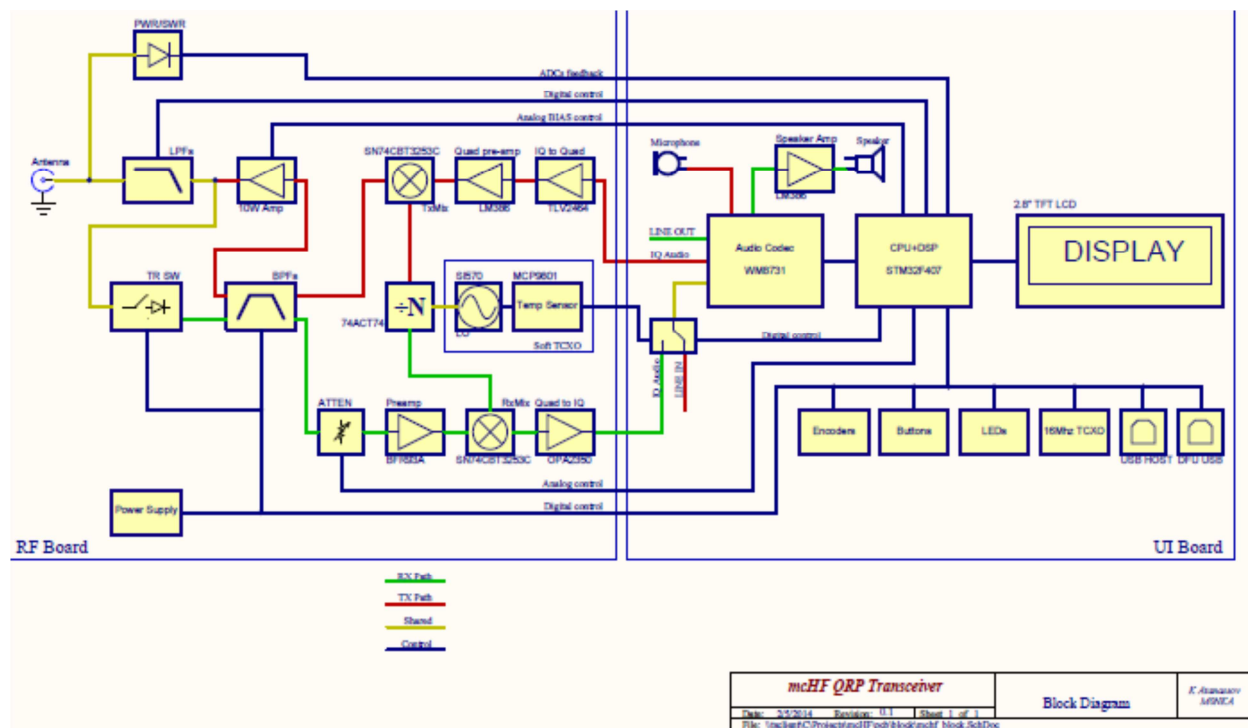 PWR/SWR
ADCs feedback
Digital control
Analog BIAS control
Antenna
LPFs
10W Amp
SN74CBT3253C
TxMix
Quad pre-amp
LM386
IQ to Quad
TLV2464
Microphone
Speaker Amp
LM386
Speaker
LINE OUT
IQ Audio
Audio Codec
WM8731
CPU+DSP
STM32F407
2.8" TFT LCD
DISPLAY
TR SW
BPFs
÷N
74ACT74
SI570
LO
MCP9801
Temp Sensor
Soft TCXO
Digital control
IQ Audio
LINE IN
ATTEN
Preamp
BFR93A
RxMix
SN74CBT3253C
Quad to IQ
OPA2350
Encoders
Buttons
LEDs
16Mhz TCXO
USB HOST
DFU USB
Analog control
Digital control
Power Supply
RF Board
UI Board
RX Path
TX Path
Shared
Control
mcHF QRP Transceiver
Block Diagram
K Atanassov
M0NKA
Date: 2/5/2014 Revision: 0.1 Sheet 1 of 1
File: